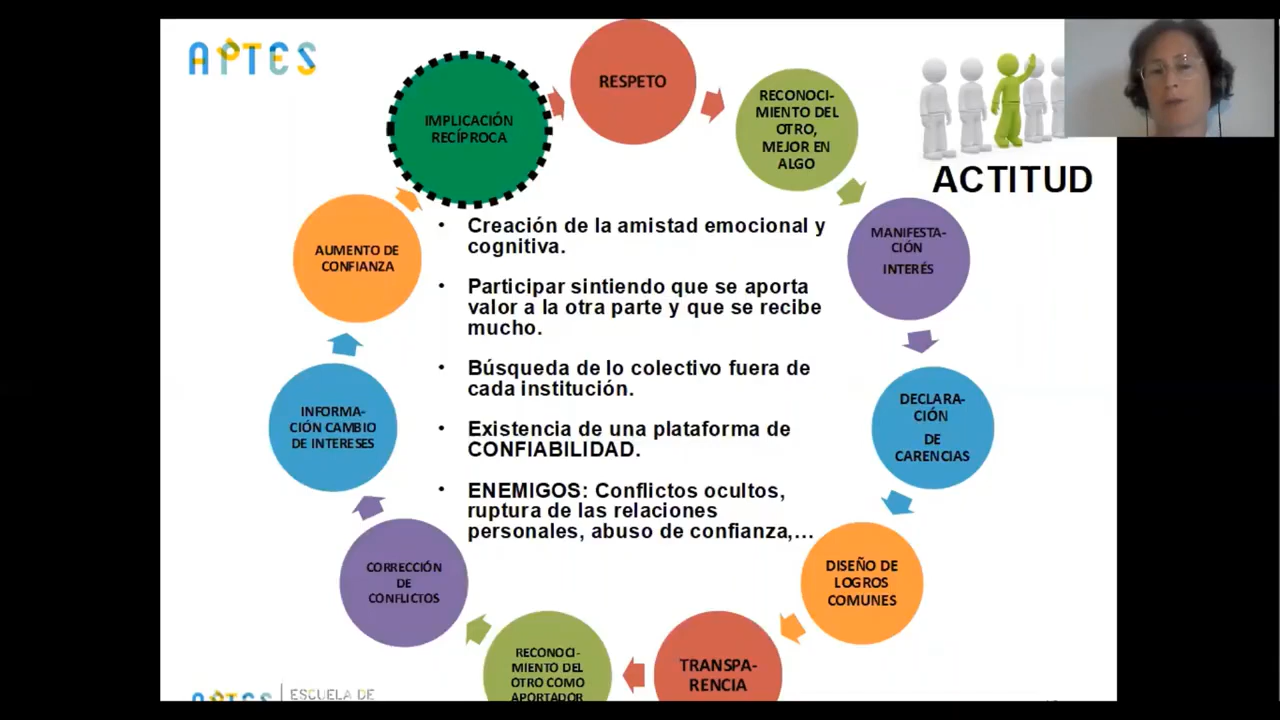 APTES
IMPLICACIÓN
RECÍPROCA
RESPETO
RECONOCI-
MIENTO DEL
OTRO,
MEJOR EN
ALGO
ACTITUD
MANIFESTA-
CIÓN
INTERÉS
DECLARA-
CIÓN
DE
CARENCIAS
DISEÑO DE
LOGROS
COMUNES
TRANSPA-
RENCIA
RECONOCI-
MIENTO DEL
OTRO COMO
APORTADOR
CORRECCIÓN
DE
CONFLICTOS
INFORMA-
CIÓN CAMBIO
DE INTERESES
AUMENTO DE
CONFIANZA
• Creación de la amistad emocional y
cognitiva.
• Participar sintiendo que se aporta
valor a la otra parte y que se recibe
mucho.
• Búsqueda de lo colectivo fuera de
cada institución.
• Existencia de una plataforma de
CONFIABILIDAD.
• ENEMIGOS: Conflictos ocultos,
ruptura de las relaciones
personales, abuso de confianza,...
APTES
ESCUELA DE